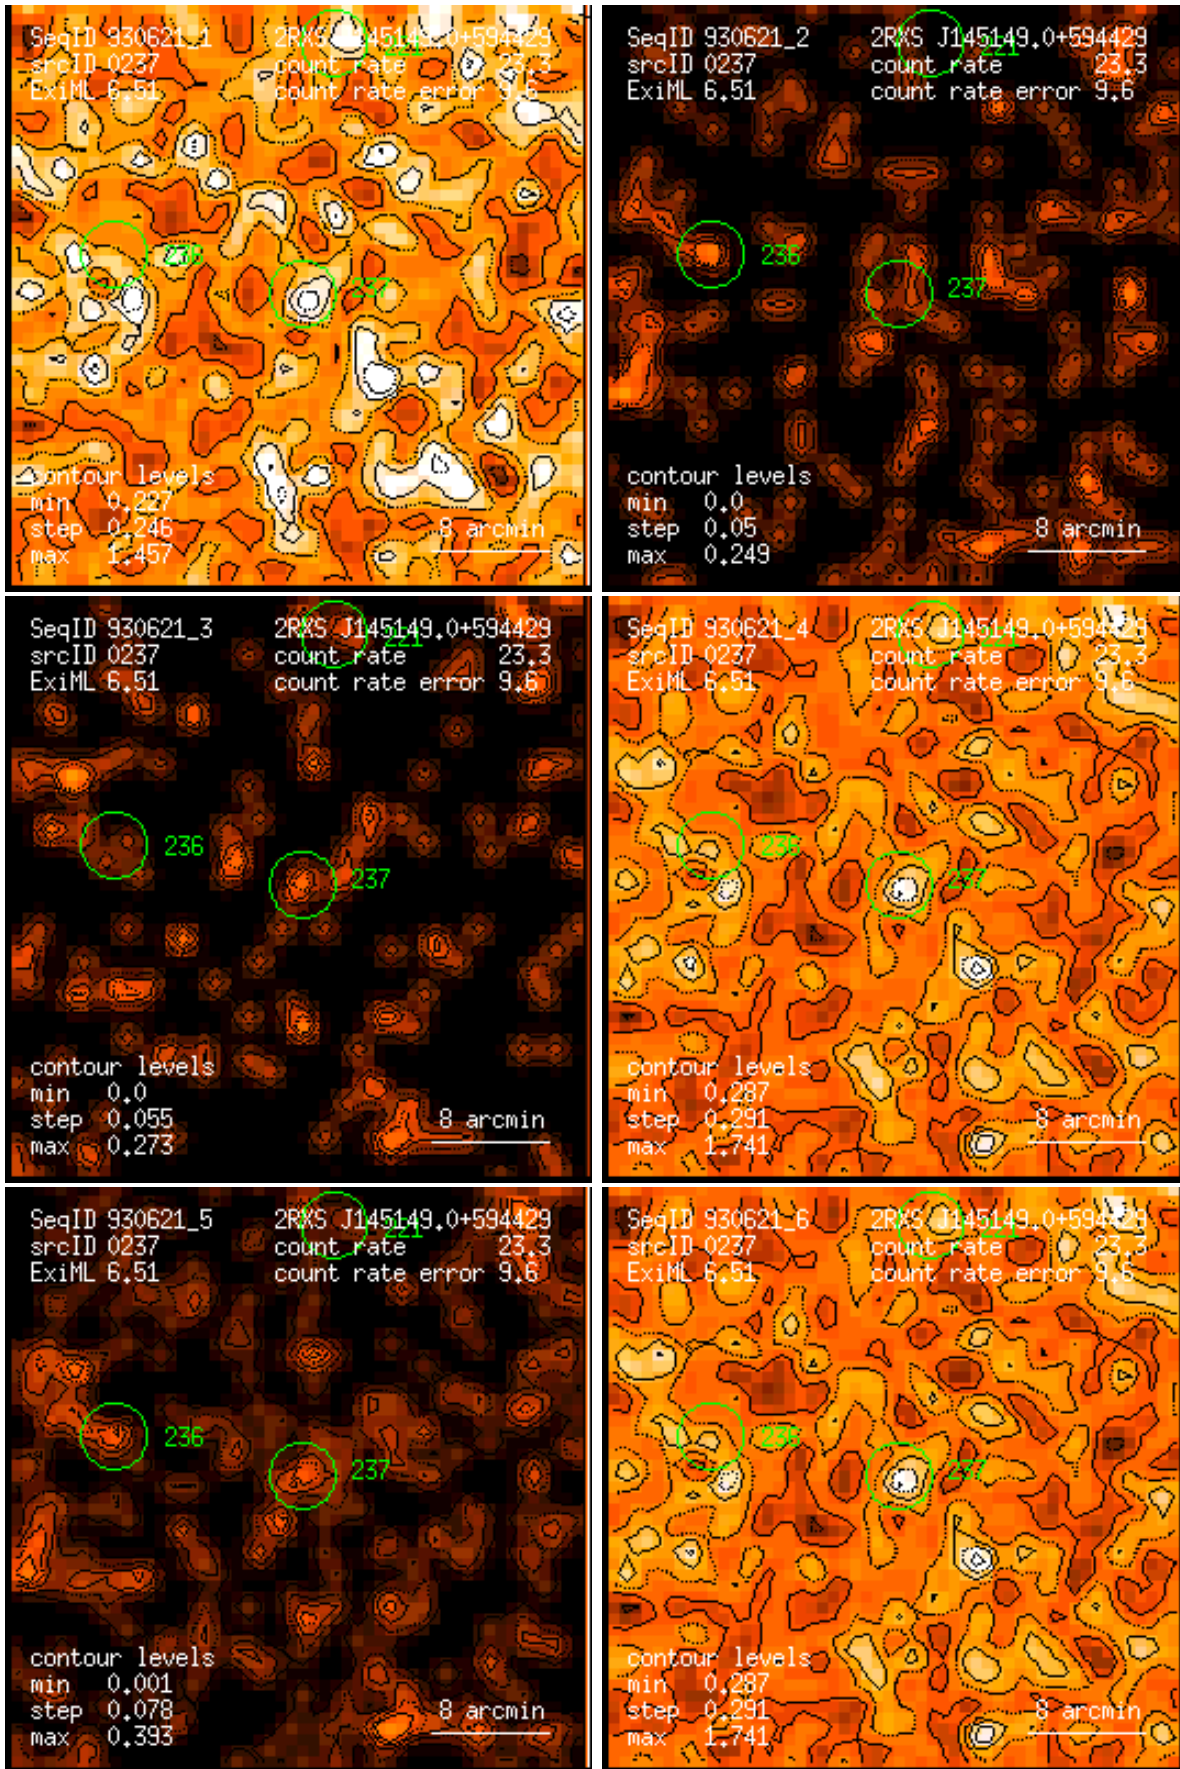 SeqID 930621_1 2RXS J145149.0+594429
srcID 0237 count rate 23.3
ExiML 6.51 count rate error 9.6
221
236
237
contour levels
min 0.227
step 0.246
max 1.457
8 arcmin
SeqID 930621_2 2RXS J145149.0+594429
srcID 0237 count rate 23.3
ExiML 6.51 count rate error 9.6
221
236
237
contour levels
min 0.0
step 0.05
max 0.249
8 arcmin
SeqID 930621_3 2RXS J145149.0+594429
srcID 0237 count rate 23.3
ExiML 6.51 count rate error 9.6
221
236
237
contour levels
min 0.0
step 0.055
max 0.273
8 arcmin
SeqID 930621_4 2RXS J145149.0+594429
srcID 0237 count rate 23.3
ExiML 6.51 count rate error 9.6
221
236
237
contour levels
min 0.287
step 0.291
max 1.741
8 arcmin
SeqID 930621_5 2RXS J145149.0+594429
srcID 0237 count rate 23.3
ExiML 6.51 count rate error 9.6
221
236
237
contour levels
min 0.001
step 0.078
max 0.393
8 arcmin
SeqID 930621_6 2RXS J145149.0+594429
srcID 0237 count rate 23.3
ExiML 6.51 count rate error 9.6
221
236
237
contour levels
min 0.287
step 0.291
max 1.741
8 arcmin